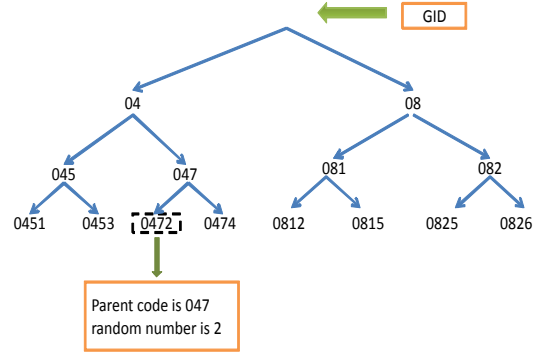 GID
04 08
045 047 081 082
0451 0453 0472 0474 0812 0815 0825 0826
Parent code is 047
random number is 2